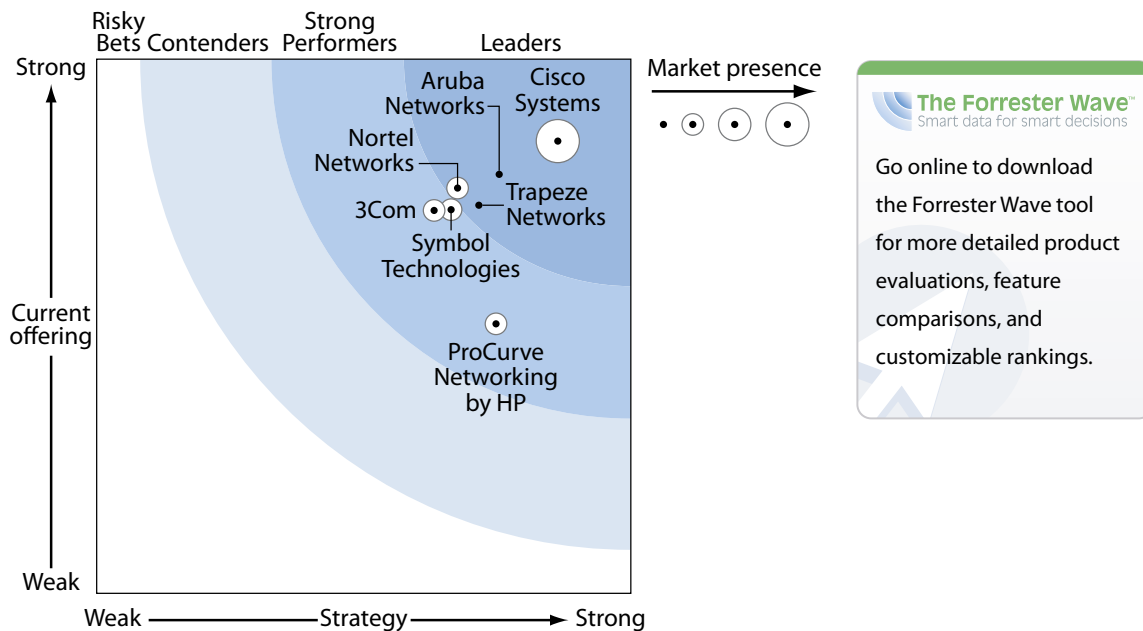 Risky
Bets
Contenders
Strong
Performers
Leaders
Strong
Current
offering
Weak
Weak
Strategy
Strong
Aruba
Networks
Cisco
Systems
Nortel
Networks
3Com
Trapeze
Networks
Symbol
Technologies
ProCurve
Networking
by HP
Market presence
The Forrester Wave™
Smart data for smart decisions
Go online to download
the Forrester Wave tool
for more detailed product
evaluations, feature
comparisons, and
customizable rankings.